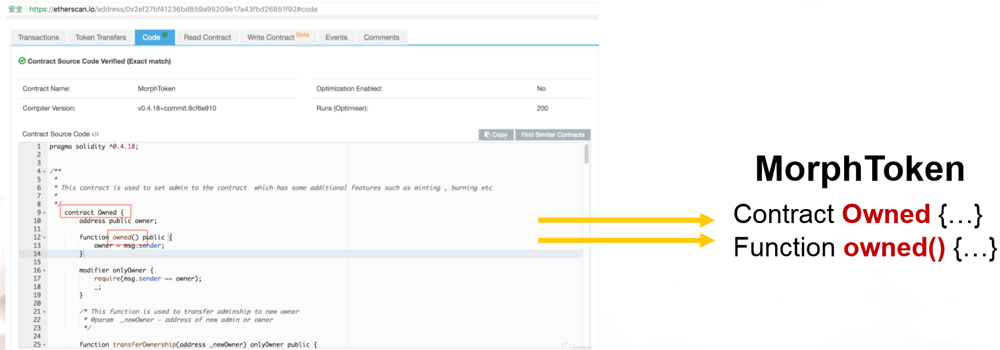 安全 https://etherscan.io/address/0x2ef27bf41236bd859a95209e17a43fbd26851f92#code
Transactions Token Transfers Code Read Contract Write Contract Beta Events Comments
Contract Source Code Verified (Exact match)
Contract Name: MorphToken Optimization Enabled: No
Compiler Version: v0.4.18+commit.9cf6e910 Runs (Optimiser): 200
Contract Source Code </> Copy Find Similiar Contracts
1 pragma solidity ^0.4.18;
2
3
4 /**
5 *
6 * This contract is used to set admin to the contract which has some additional features such as minting , burning etc
7 *
8 */
9 contract Owned {
10 address public owner;
11
12 function owned() public {
13 owner = msg.sender;
14 }
15
16 modifier onlyOwner {
17 require(msg.sender == owner);
18 _;
19 }
20
21 /* This function is used to transfer adminship to new owner
22 * @param _newOwner - address of new admin or owner
23 */
24
25 function transferOwnership(address _newOwner) onlyOwner public {
MorphToken
Contract Owned {…}
Function owned() {…}